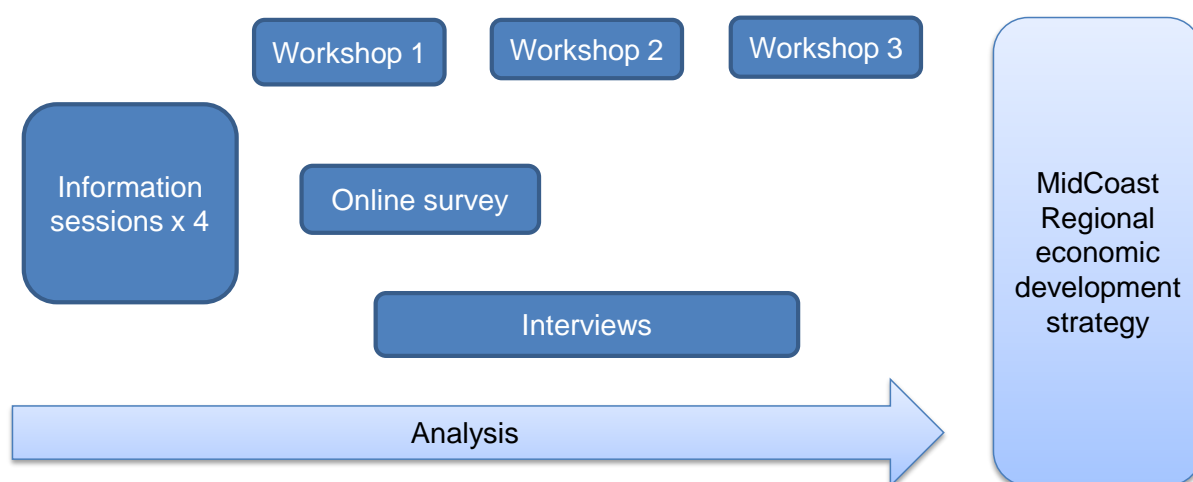 Workshop 1
Workshop 2
Workshop 3
Information
sessions x 4
Online survey
Interviews
Analysis
MidCoast
Regional
economic
development
strategy